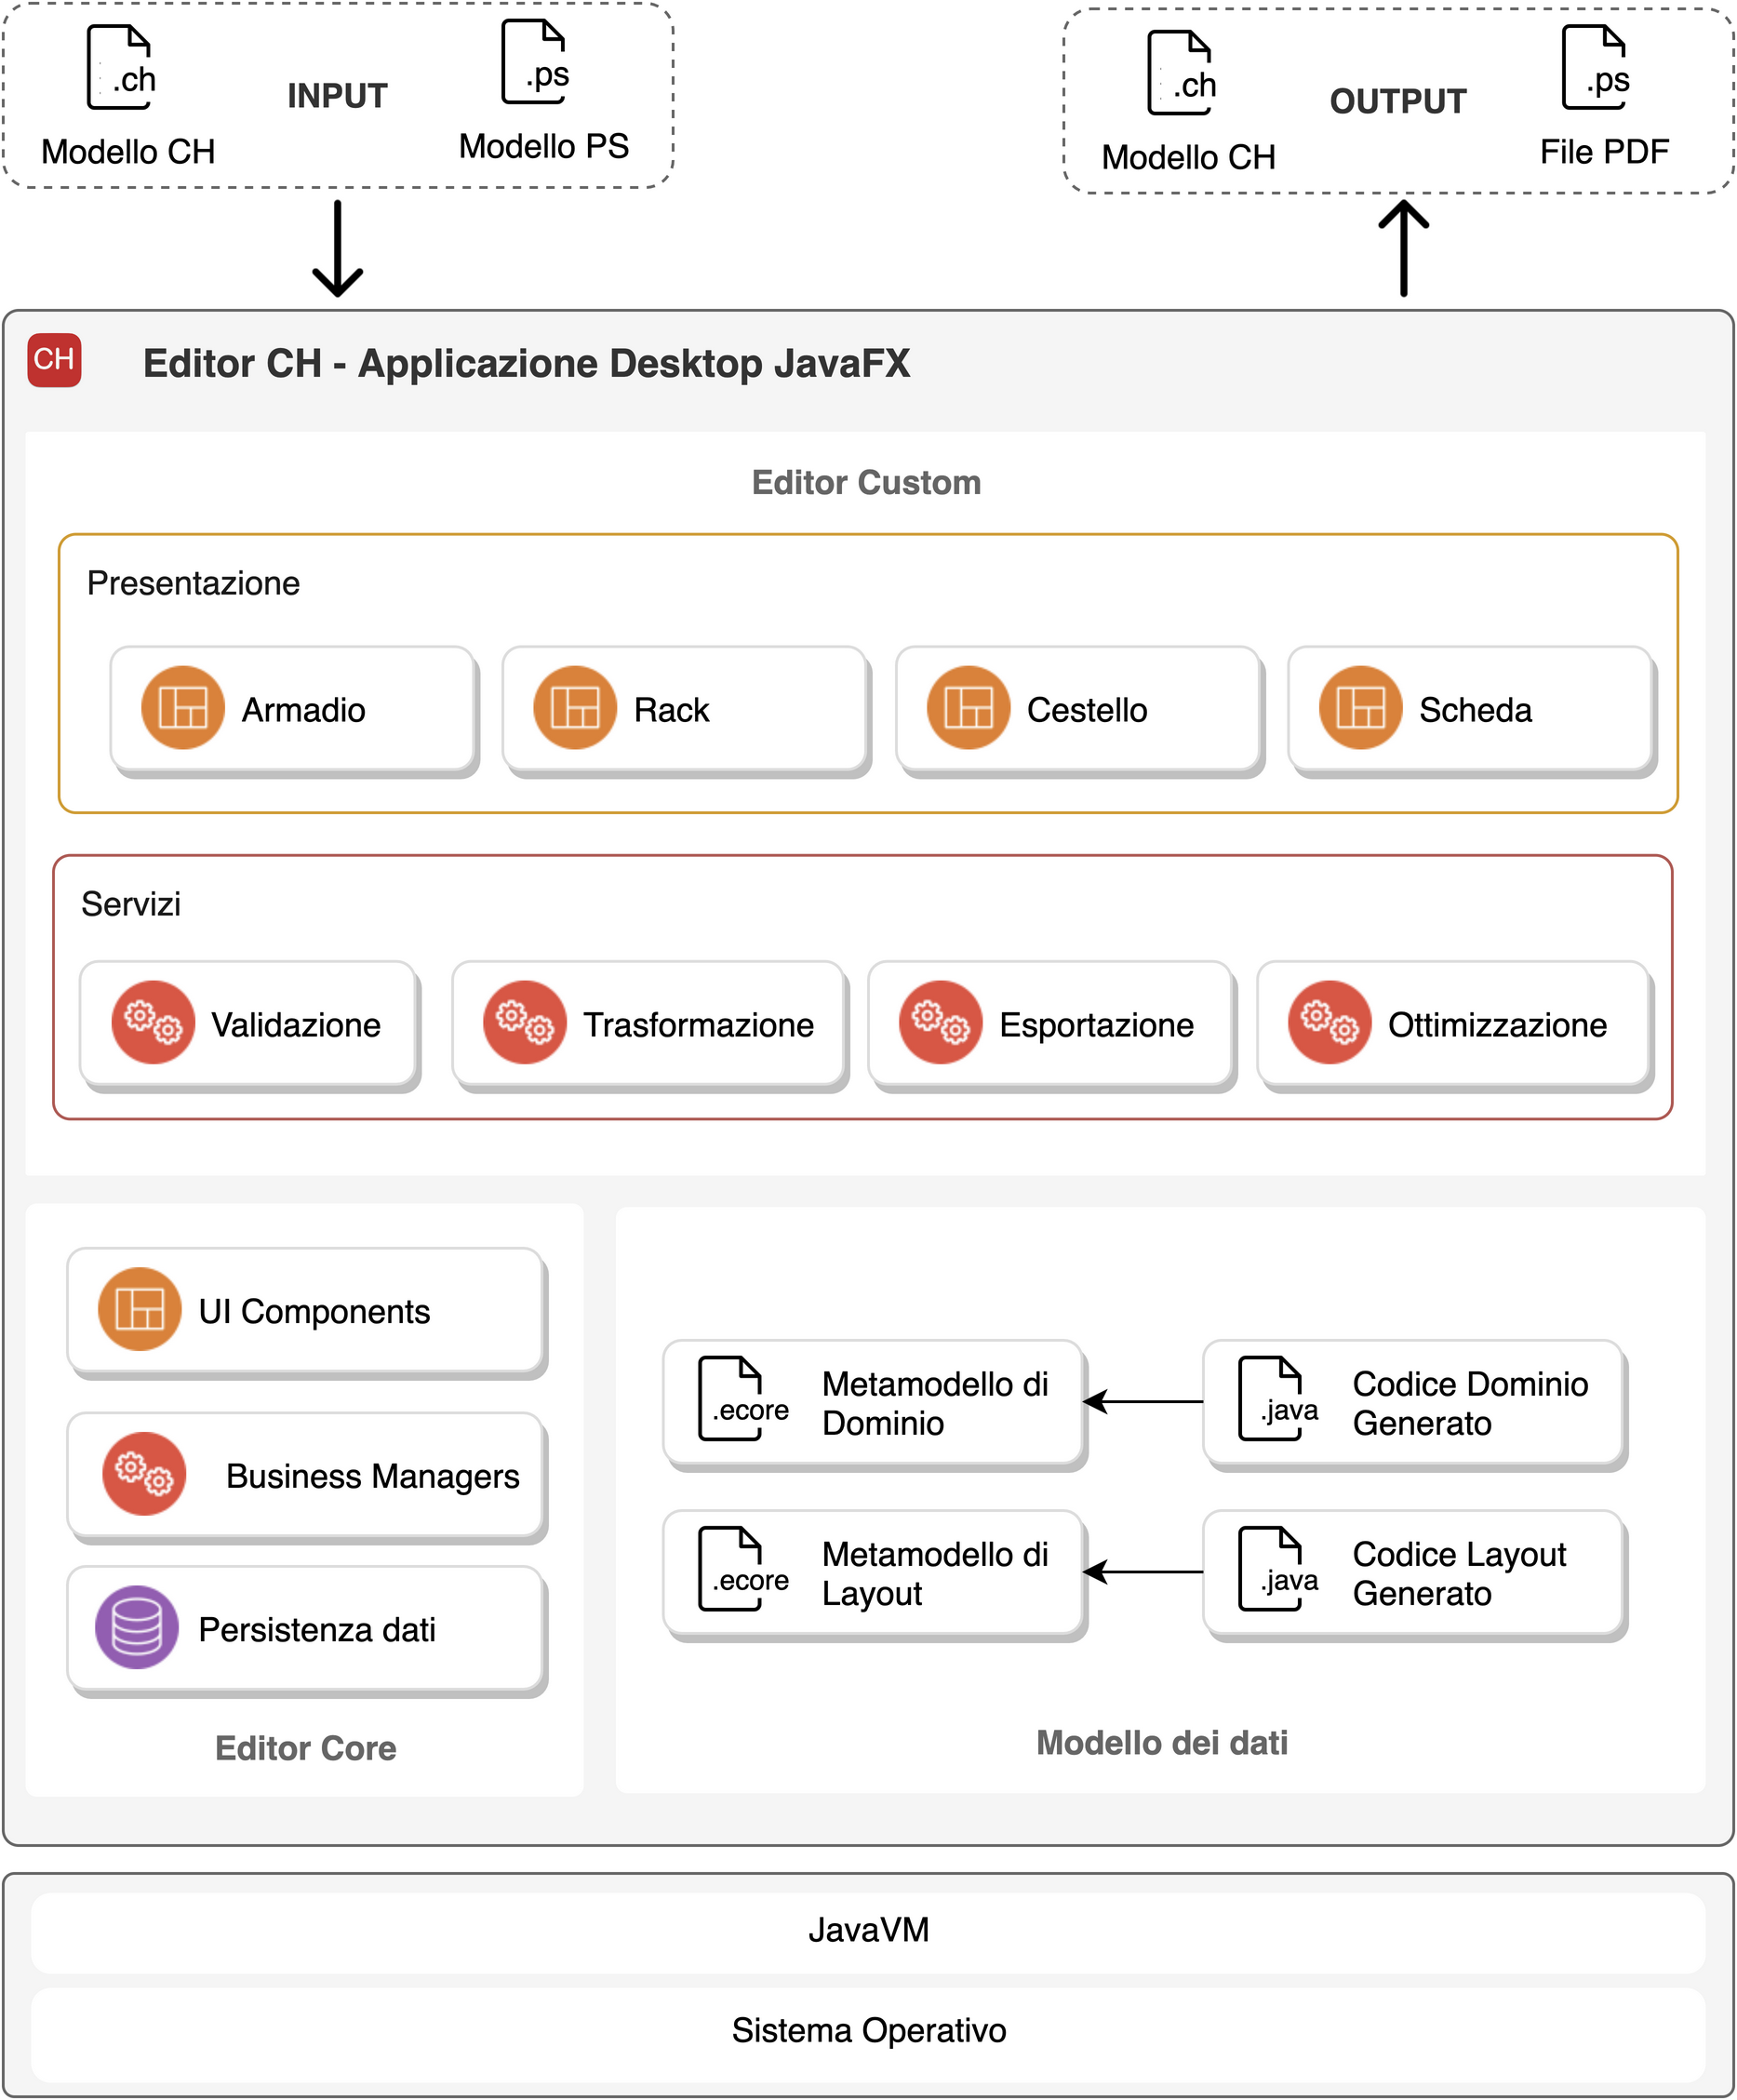 .ch
INPUT
.ps
Modello CH
Modello PS
.ch
OUTPUT
.ps
Modello CH
File PDF
CH
Editor CH - Applicazione Desktop JavaFX
Editor Custom
Presentazione
Armadio
Rack
Cestello
Scheda
Servizi
Validazione
Trasformazione
Esportazione
Ottimizzazione
UI Components
Business Managers
Persistenza dati
Editor Core
.ecore
Metamodello di
Dominio
.java
Codice Dominio
Generato
.ecore
Metamodello di
Layout
.java
Codice Layout
Generato
Modello dei dati
JavaVM
Sistema Operativo